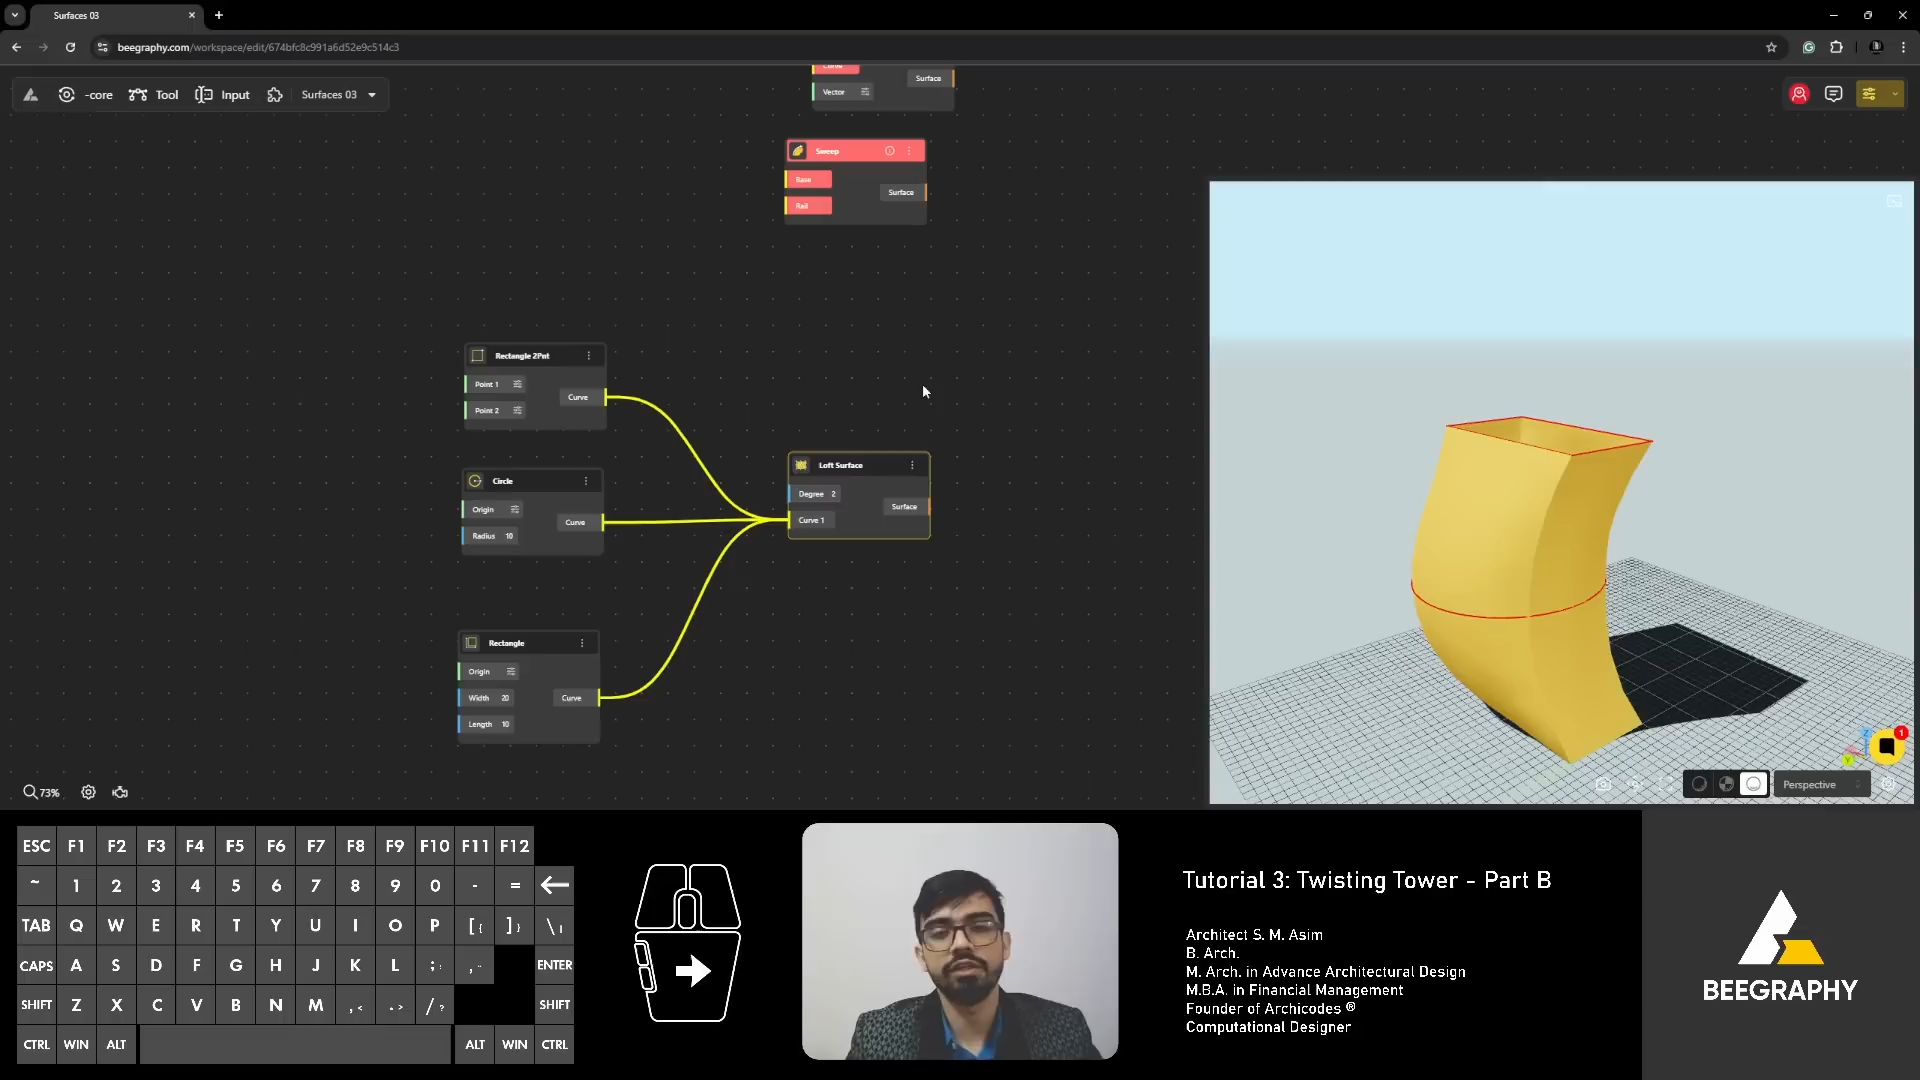 Surfaces 03
beegraphy.com/workspace/edit/674bfc8c991a6d52e9c514c3
-core
Tool
Input
Surfaces 03
Curve
Surface
Vector
Sweep
Base
Surface
Rail
Rectangle 2Pnt
Point 1
Curve
Point 2
Circle
Origin
Curve
Radius 10
Loft Surface
Degree 2
Surface
Curve 1
Rectangle
Origin
Width 20
Curve
Length 10
73%
Z
Y
1
Perspective
ESC F1 F2 F3 F4 F5 F6 F7 F8 F9 F10 F11 F12
~ 1 2 3 4 5 6 7 8 9 0 - =
TAB Q W E R T Y U I O P [{ ]} \|
CAPS A S D F G H J K L ;: ENTER
SHIFT Z X C V B N M ,< .> /? SHIFT
CTRL WIN ALT ALT WIN CTRL
Tutorial 3: Twisting Tower - Part B
Architect S. M. Asim
B. Arch.
M. Arch. in Advance Architectural Design
M.B.A. in Financial Management
Founder of Archicodes ®
Computational Designer
BEEGRAPHY